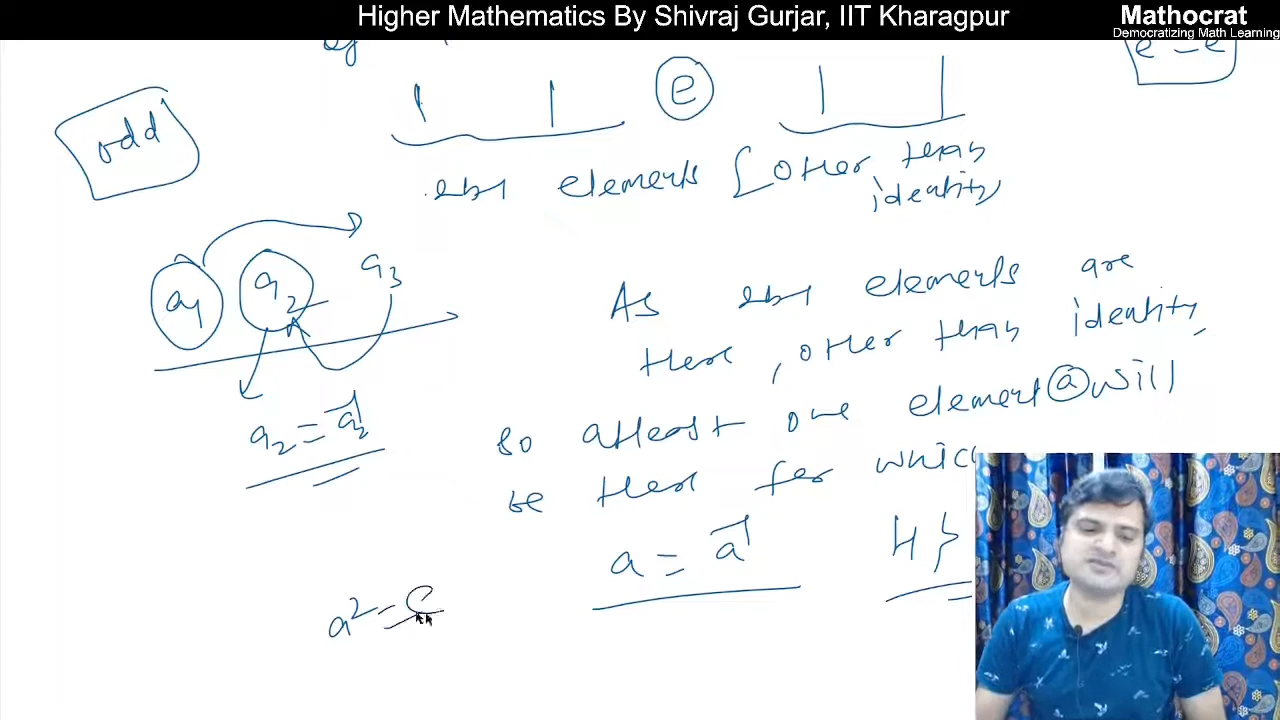 Higher Mathematics By Shivraj Gurjar, IIT Kharagpur
Mathocrat
Democratizing Math Learning
e = e
odd
e
elements [other than
identity
a1 a2 a3
As elements are
there, other than identity,
so atleast one element a will
be there for which
a2 = a2^-1
a = a^-1
a^2 = e